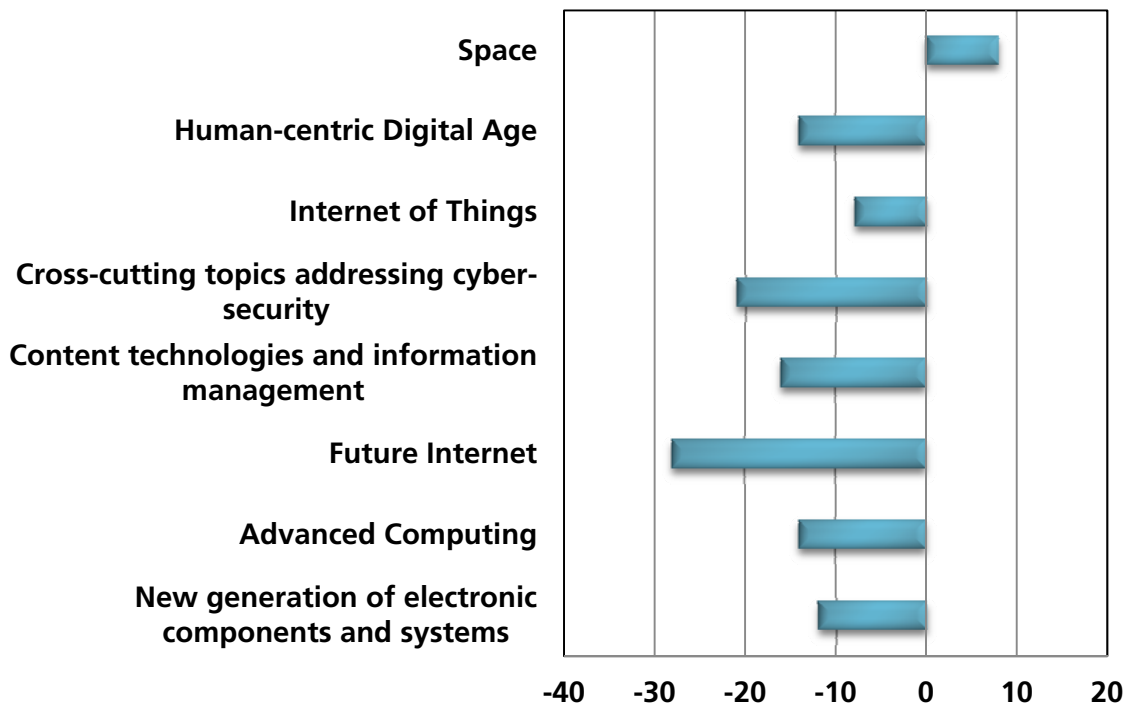 Space
Human-centric Digital Age
Internet of Things
Cross-cutting topics addressing cyber-
security
Content technologies and information
management
Future Internet
Advanced Computing
New generation of electronic
components and systems
-40 -30 -20 -10 0 10 20